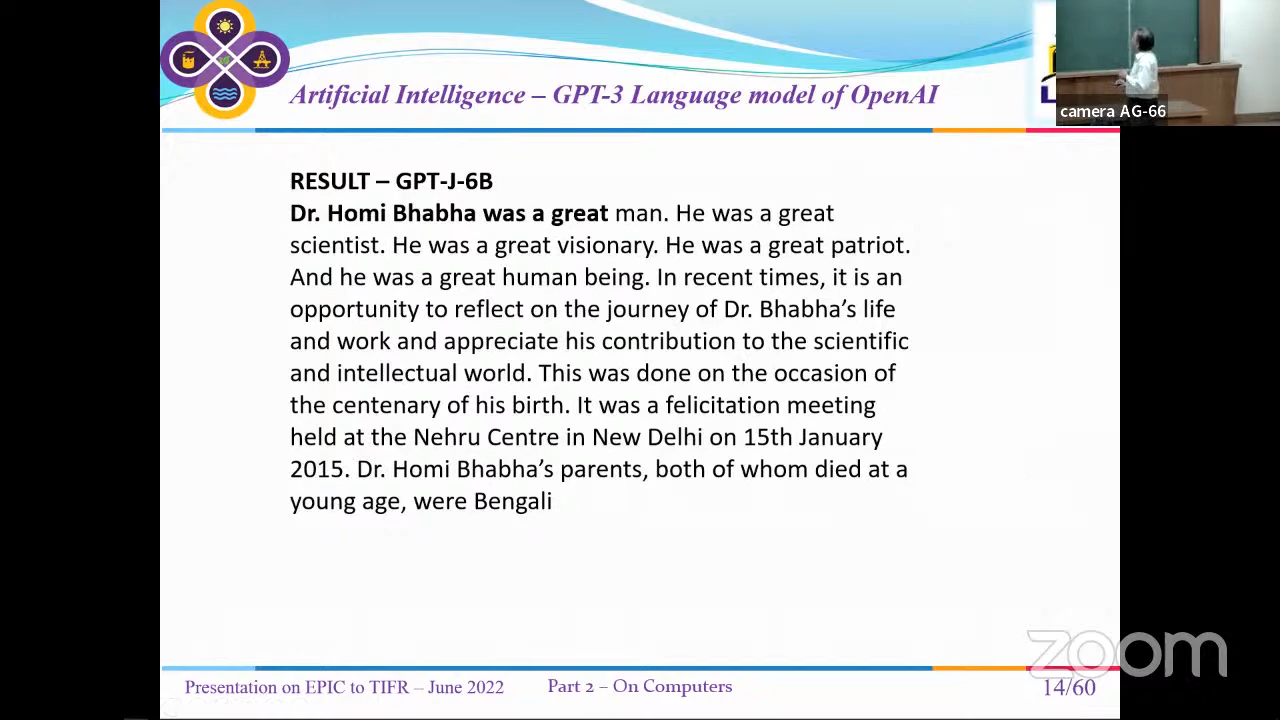 Artificial Intelligence – GPT-3 Language model of OpenAI
camera AG-66
RESULT – GPT-J-6B
Dr. Homi Bhabha was a great man. He was a great
scientist. He was a great visionary. He was a great patriot.
And he was a great human being. In recent times, it is an
opportunity to reflect on the journey of Dr. Bhabha’s life
and work and appreciate his contribution to the scientific
and intellectual world. This was done on the occasion of
the centenary of his birth. It was a felicitation meeting
held at the Nehru Centre in New Delhi on 15th January
2015. Dr. Homi Bhabha’s parents, both of whom died at a
young age, were Bengali
zoom
Presentation on EPIC to TIFR – June 2022
Part 2 – On Computers
14/60